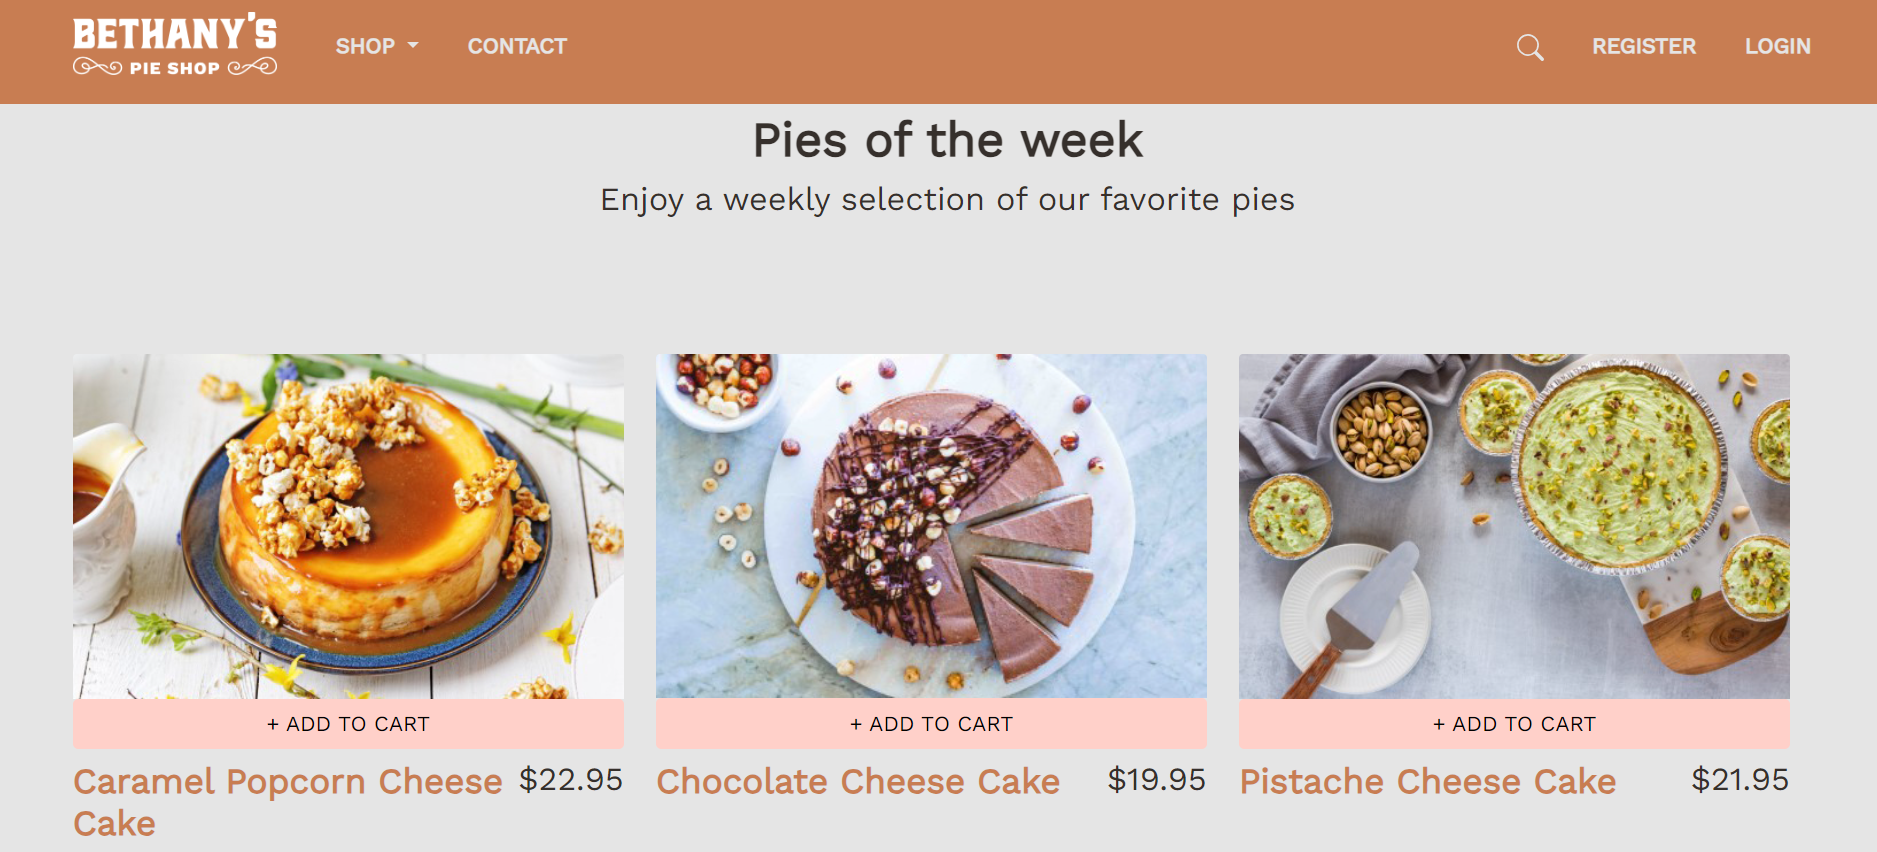 BETHANY'S
PIE SHOP
SHOP
CONTACT
REGISTER
LOGIN
Pies of the week
Enjoy a weekly selection of our favorite pies
+ ADD TO CART
+ ADD TO CART
+ ADD TO CART
Caramel Popcorn Cheese $22.95
Cake
Chocolate Cheese Cake $19.95
Pistache Cheese Cake $21.95